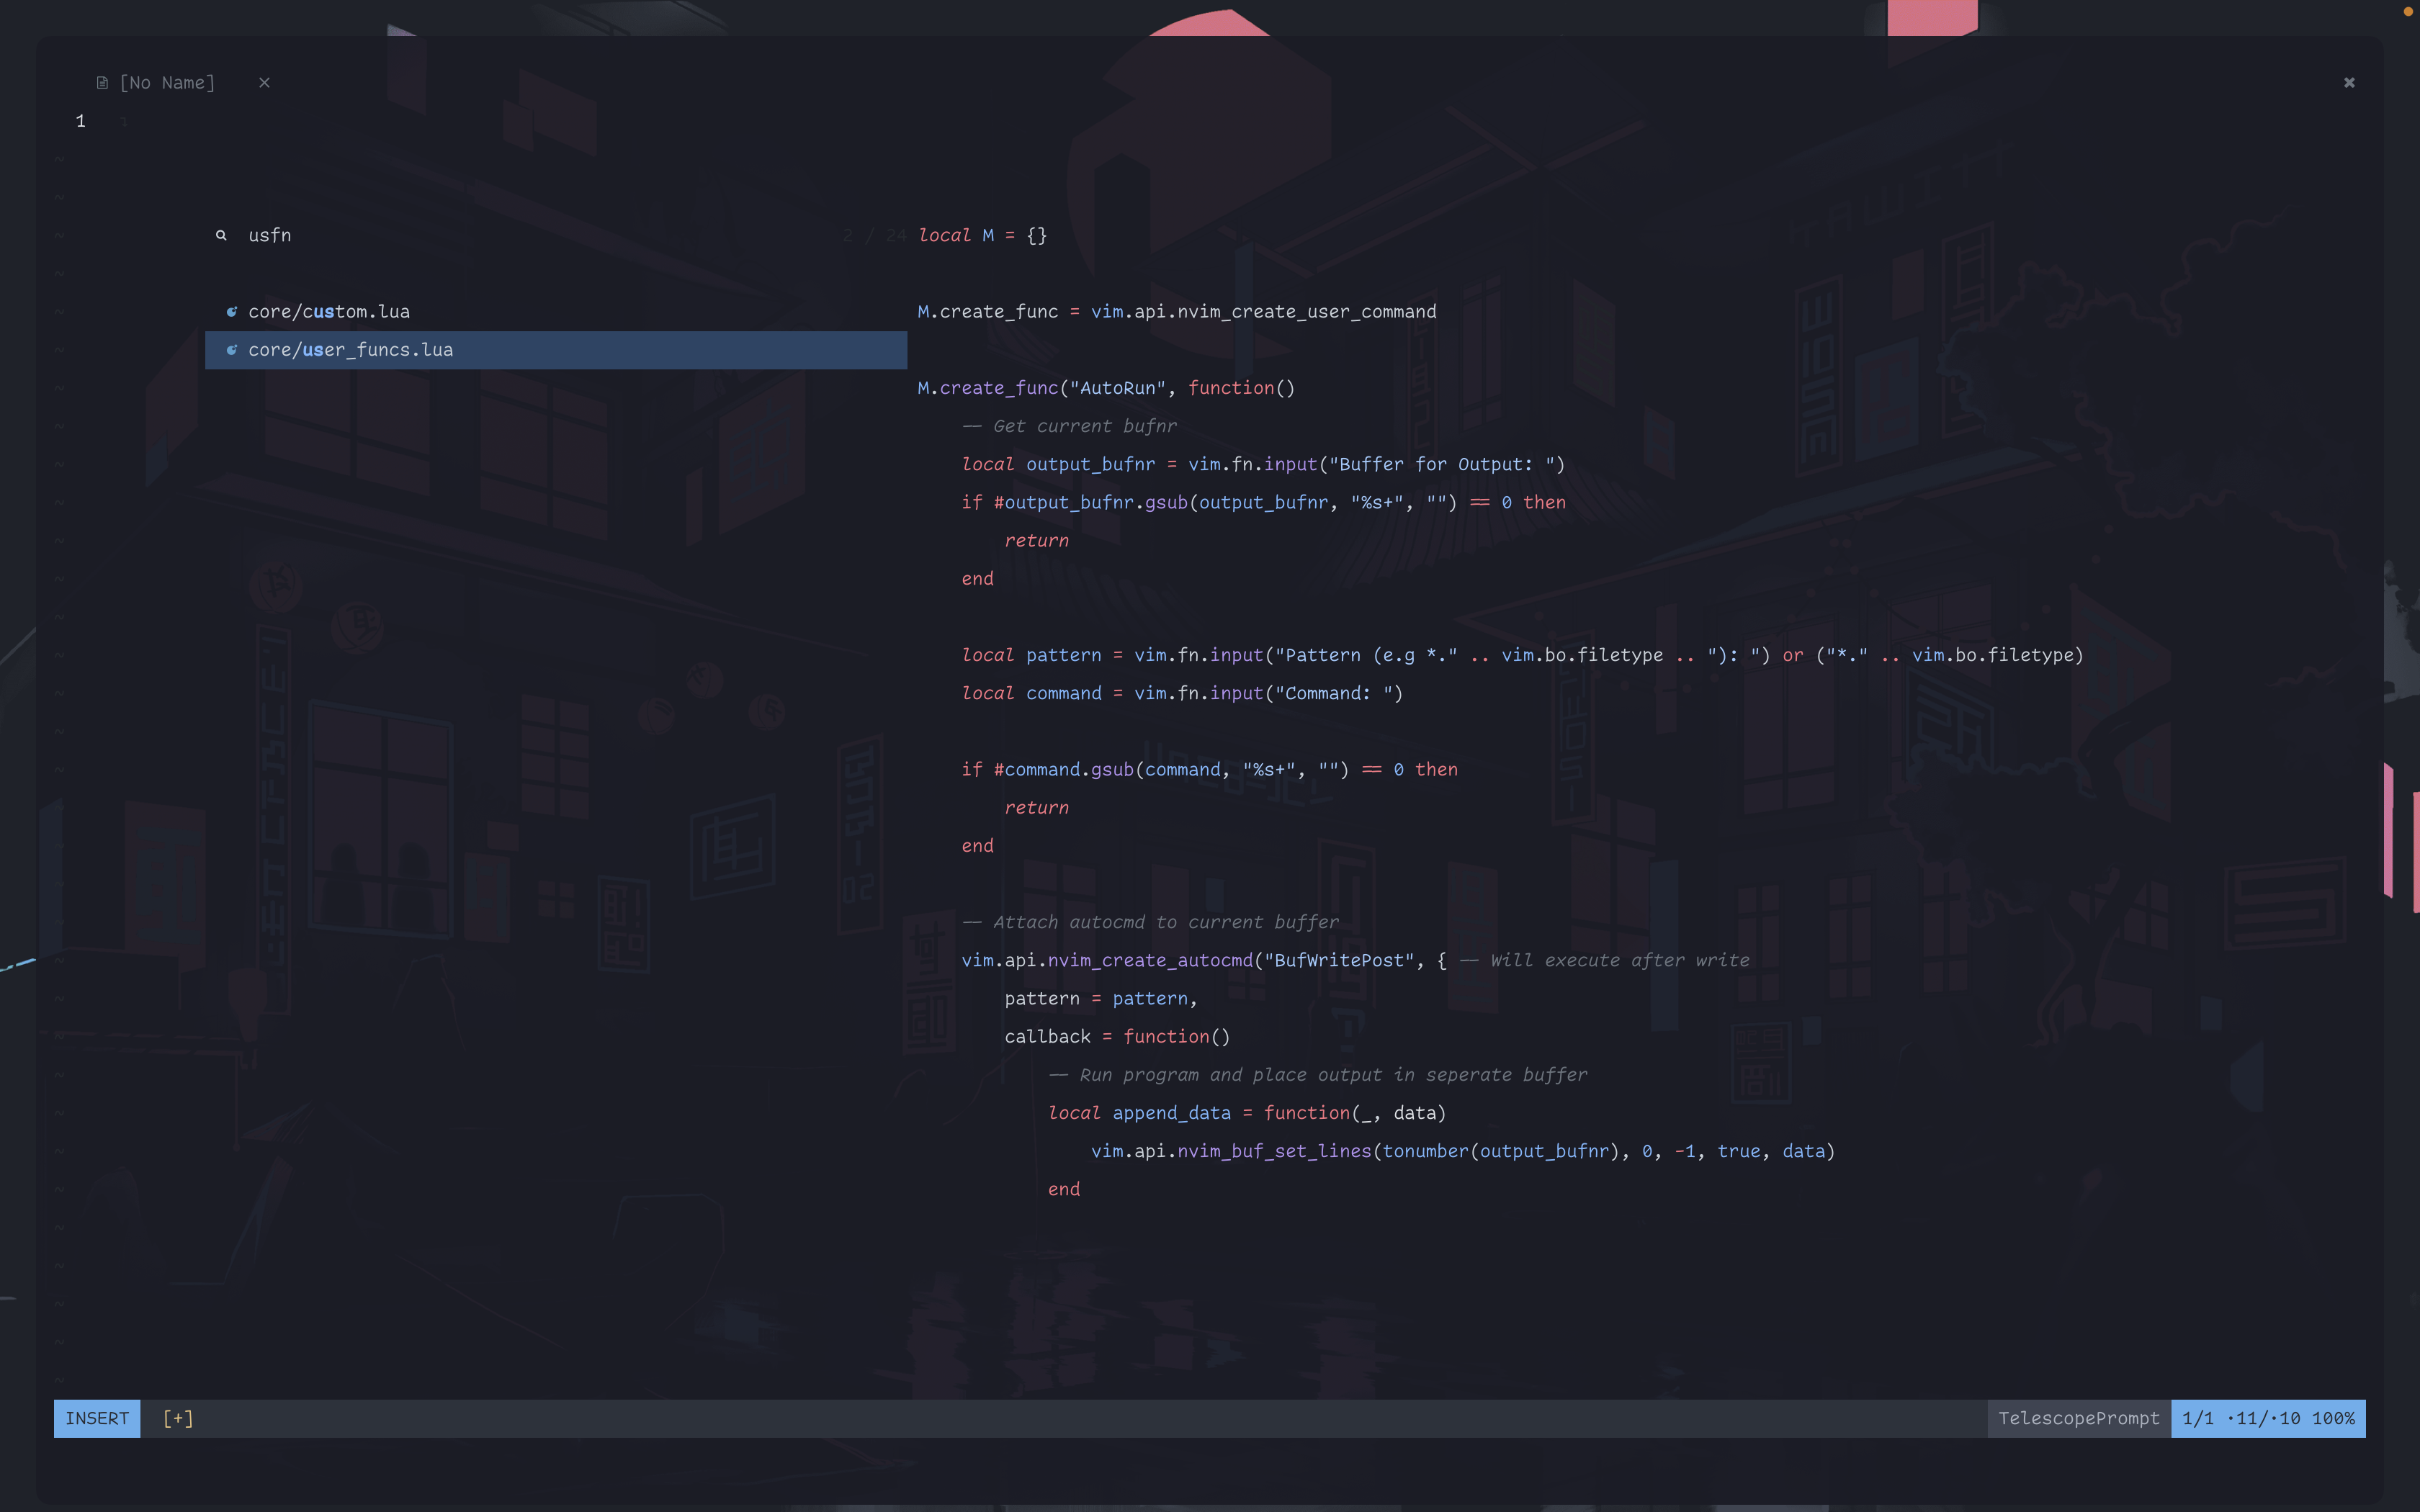 [No Name] ×
1
usfn 2 / 24
core/custom.lua
core/user_funcs.lua
local M = {}
M.create_func = vim.api.nvim_create_user_command
M.create_func("AutoRun", function()
-- Get current bufnr
local output_bufnr = vim.fn.input("Buffer for Output: ")
if #output_bufnr.gsub(output_bufnr, "%s+", "") == 0 then
return
end
local pattern = vim.fn.input("Pattern (e.g *." .. vim.bo.filetype .. "): ") or ("*." .. vim.bo.filetype)
local command = vim.fn.input("Command: ")
if #command.gsub(command, "%s+", "") == 0 then
return
end
-- Attach autocmd to current buffer
vim.api.nvim_create_autocmd("BufWritePost", { -- Will execute after write
pattern = pattern,
callback = function()
-- Run program and place output in seperate buffer
local append_data = function(_, data)
vim.api.nvim_buf_set_lines(tonumber(output_bufnr), 0, -1, true, data)
end
INSERT [+] TelescopePrompt 1/1 ·11/·10 100%